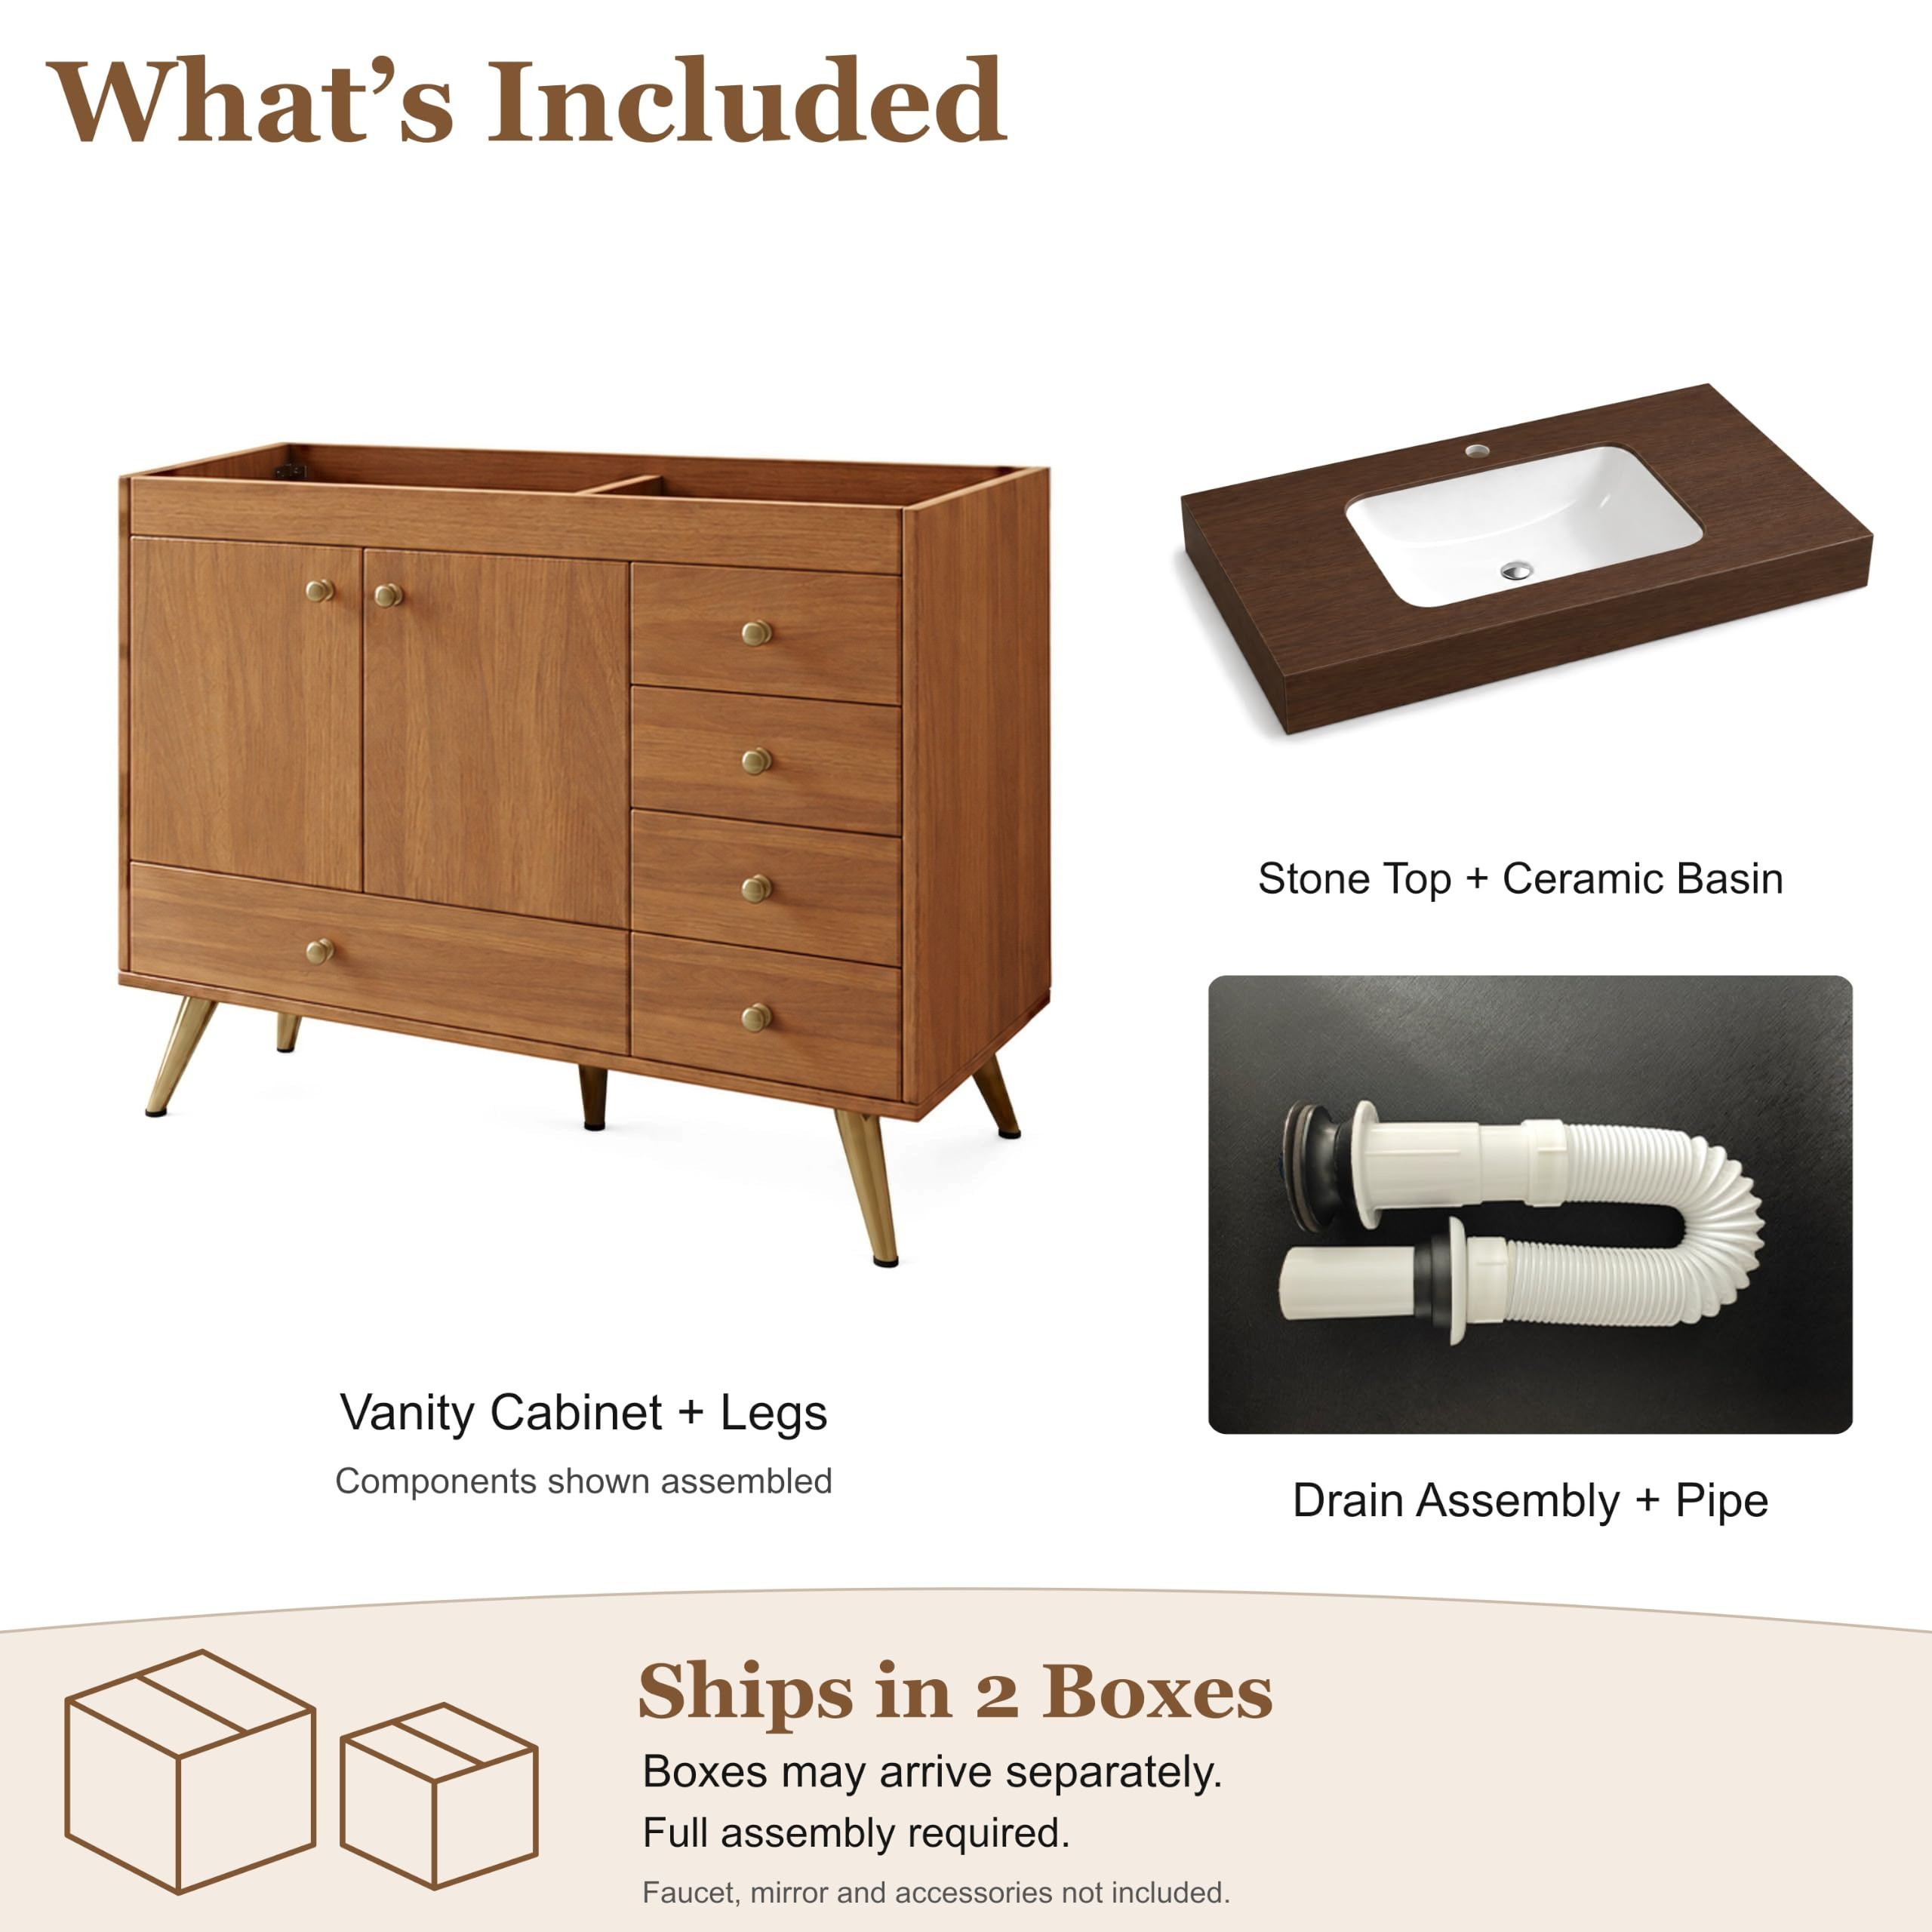 What’s Included
Stone Top + Ceramic Basin
Vanity Cabinet + Legs
Components shown assembled
Drain Assembly + Pipe
Ships in 2 Boxes
Boxes may arrive separately.
Full assembly required.
Faucet, mirror and accessories not included.